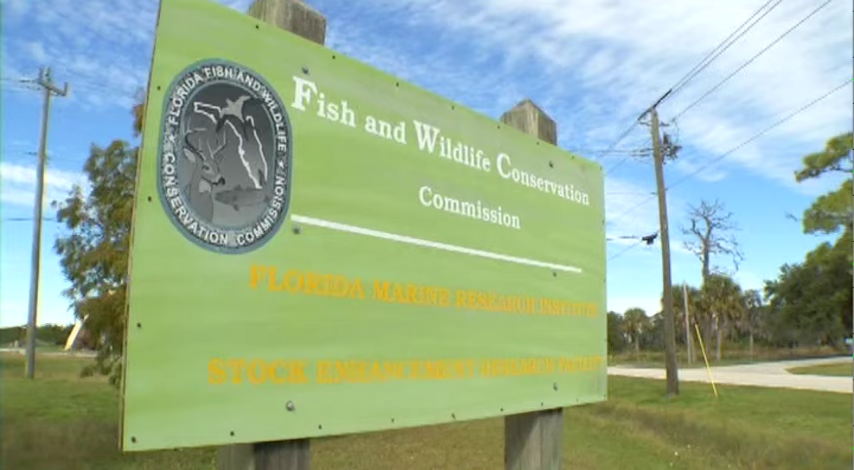 FLORIDA FISH AND WILDLIFE
CONSERVATION COMMISSION
Fish and Wildlife Conservation
Commission
FLORIDA MARINE RESEARCH INSTITUTE
STOCK ENHANCEMENT RESEARCH FACILITY